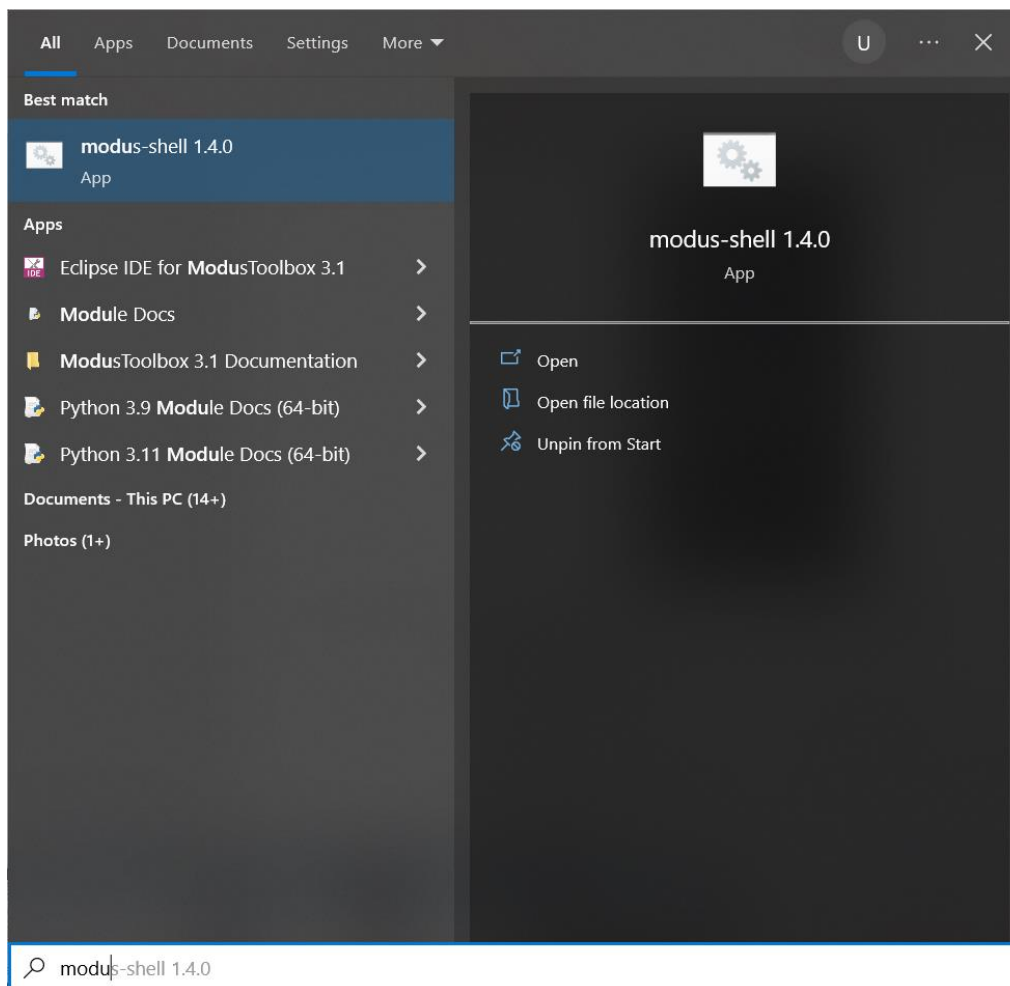 All Apps Documents Settings More
U
Best match
modus-shell 1.4.0
App
Apps
IDE Eclipse IDE for ModusToolbox 3.1
Module Docs
ModusToolbox 3.1 Documentation
Python 3.9 Module Docs (64-bit)
Python 3.11 Module Docs (64-bit)
Documents - This PC (14+)
Photos (1+)
modus-shell 1.4.0
App
Open
Open file location
Unpin from Start
modus-shell 1.4.0